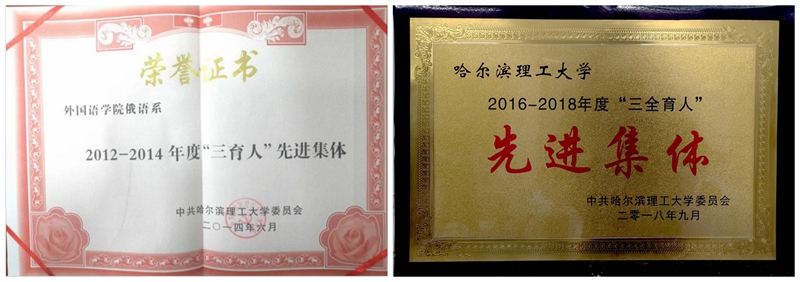 荣誉证书
外国语学院俄语系
2012-2014年度“三育人”先进集体
中共哈尔滨理工大学委员会
二〇一四年六月
哈尔滨理工大学
2016-2018年度“三全育人”
先进集体
中共哈尔滨理工大学委员会
二零一八年九月